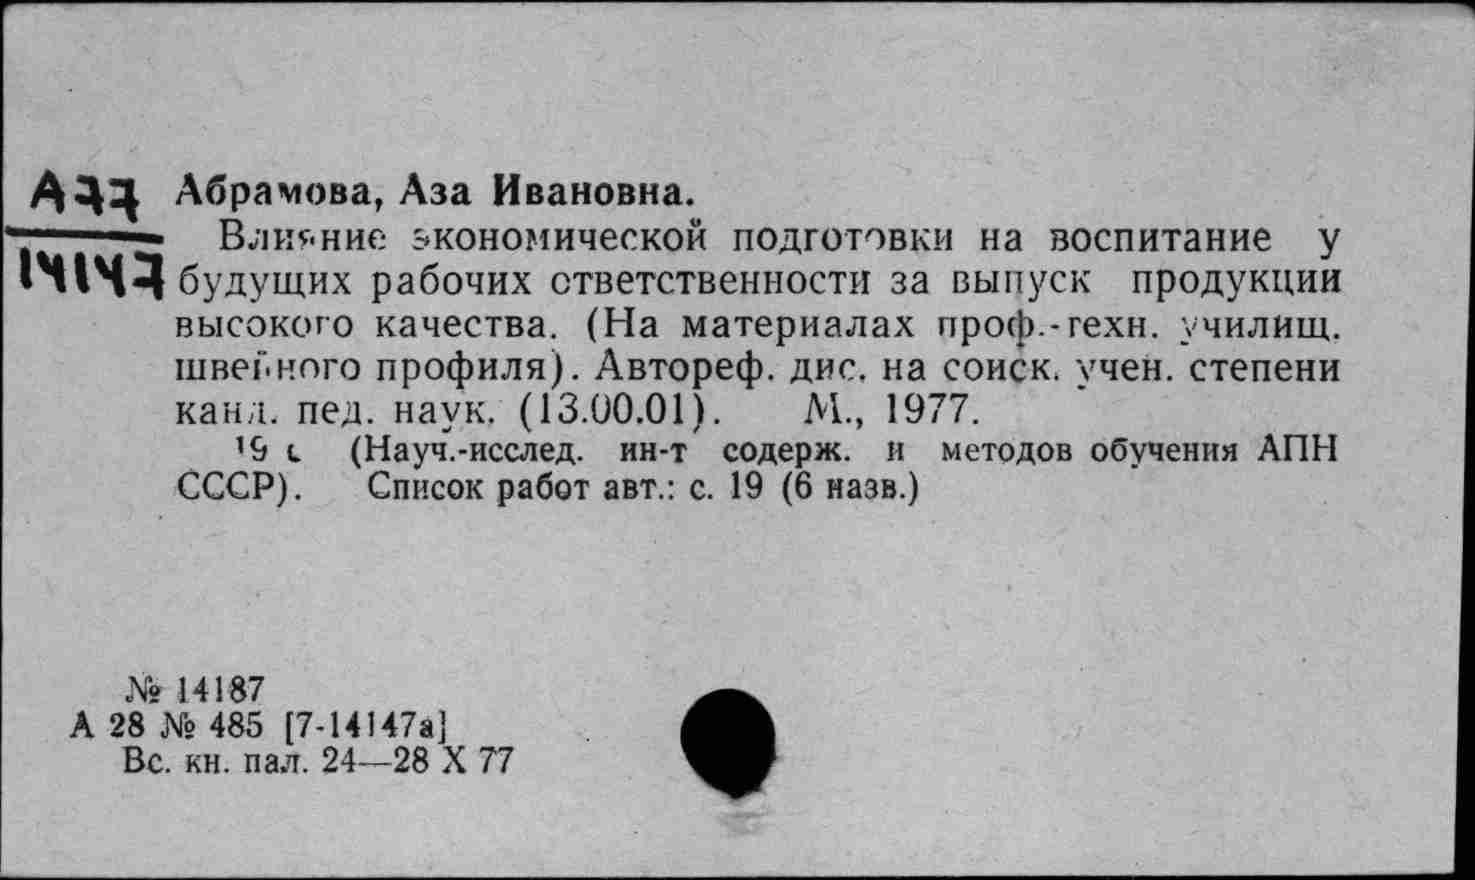 А77 Абрамова, Аза Ивановна.
Влияние экономической подготовки на воспитание у
14147 будущих рабочих ответственности за выпуск продукции
высокого качества. (На материалах проф.-техн. училищ.
швейного профиля). Автореф. дис. на соиск. учен. степени
канд. пед. наук. (13.00.01). М., 1977.
19 с. (Науч.-исслед. ин-т содерж. и методов обучения АПН
СССР). Список работ авт.: с. 19 (6 назв.)
№ 14187
А 28 № 485 [7-14147а]
Вс. кн. пал. 24—28 X 77